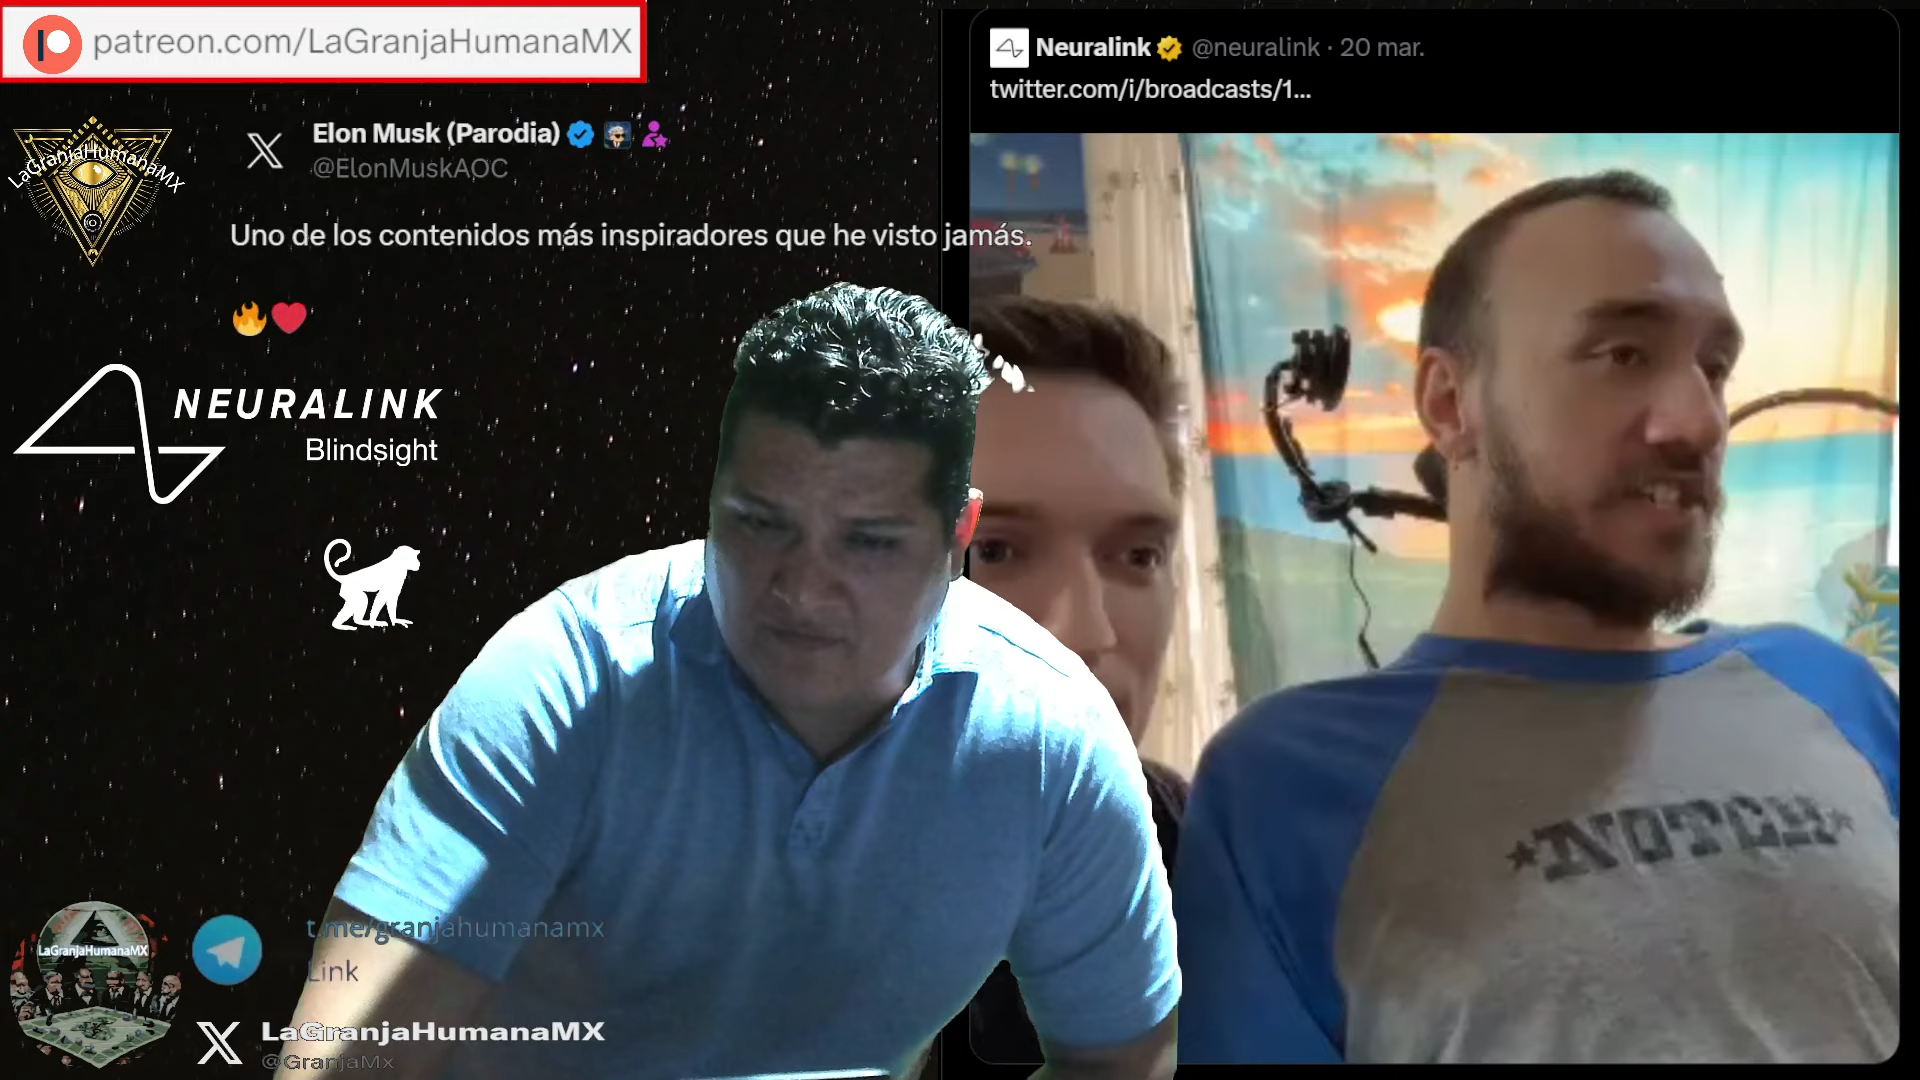 patreon.com/LaGranjaHumanaMX
LaGranjaHumanaMX
Elon Musk (Parodia)
@ElonMuskAOC
Uno de los contenidos más inspiradores que he visto jamás.
NEURALINK
Blindsight
Neuralink @neuralink · 20 mar.
twitter.com/i/broadcasts/1...
NOTCH
LaGranjaHumanaMX
t.me/granjahumanamx
Link
LaGranjaHumanaMX
@GranjaMx